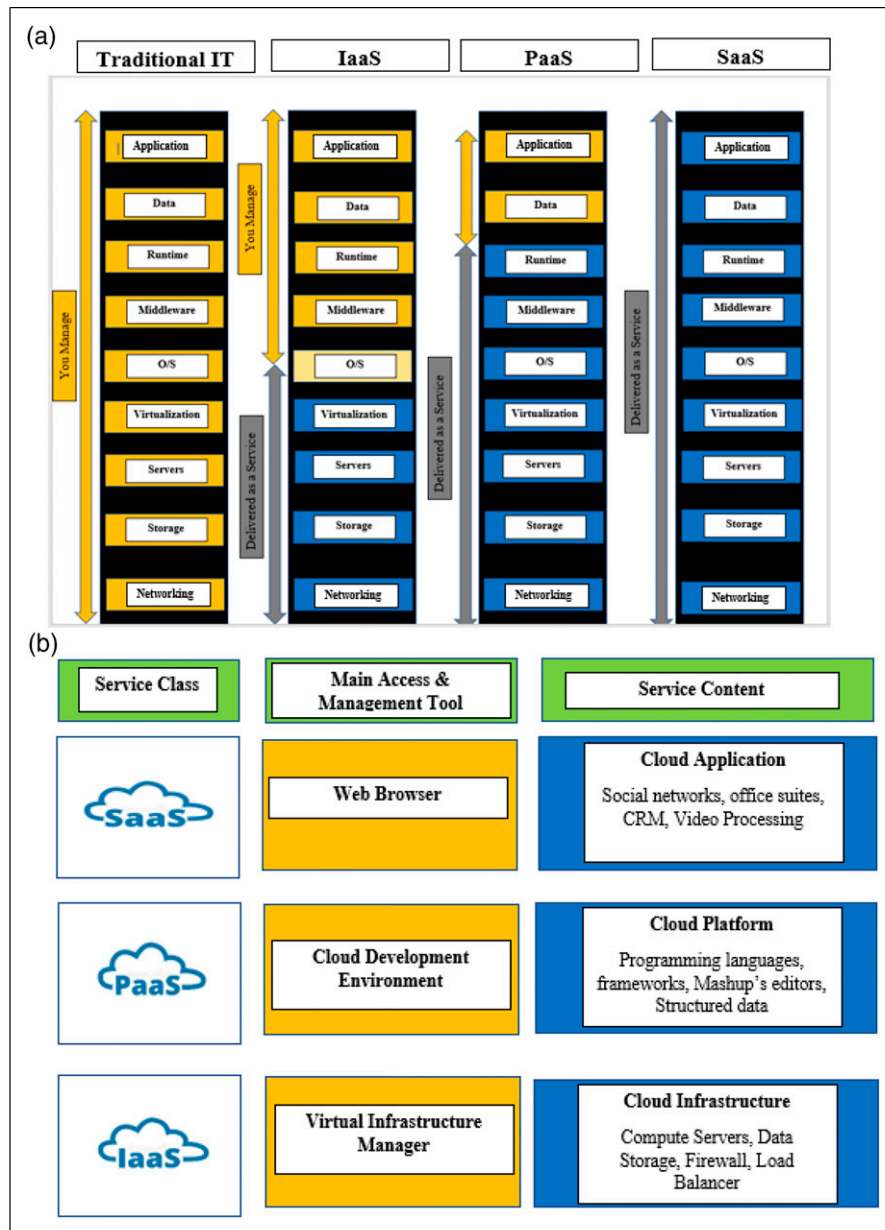 (a)
Traditional IT
IaaS
PaaS
SaaS
You Manage
Application
Data
Runtime
Middleware
O/S
Virtualization
Servers
Storage
Networking
You Manage
Delivered as a Service
Application
Data
Runtime
Middleware
O/S
Virtualization
Servers
Storage
Networking
Delivered as a Service
Application
Data
Runtime
Middleware
O/S
Virtualization
Servers
Storage
Networking
Delivered as a Service
Application
Data
Runtime
Middleware
O/S
Virtualization
Servers
Storage
Networking
(b)
Service Class
Main Access &
Management Tool
Service Content
SaaS
Web Browser
Cloud Application
Social networks, office suites,
CRM, Video Processing
PaaS
Cloud Development
Environment
Cloud Platform
Programming languages,
frameworks, Mashup's editors,
Structured data
IaaS
Virtual Infrastructure
Manager
Cloud Infrastructure
Compute Servers, Data
Storage, Firewall, Load
Balancer